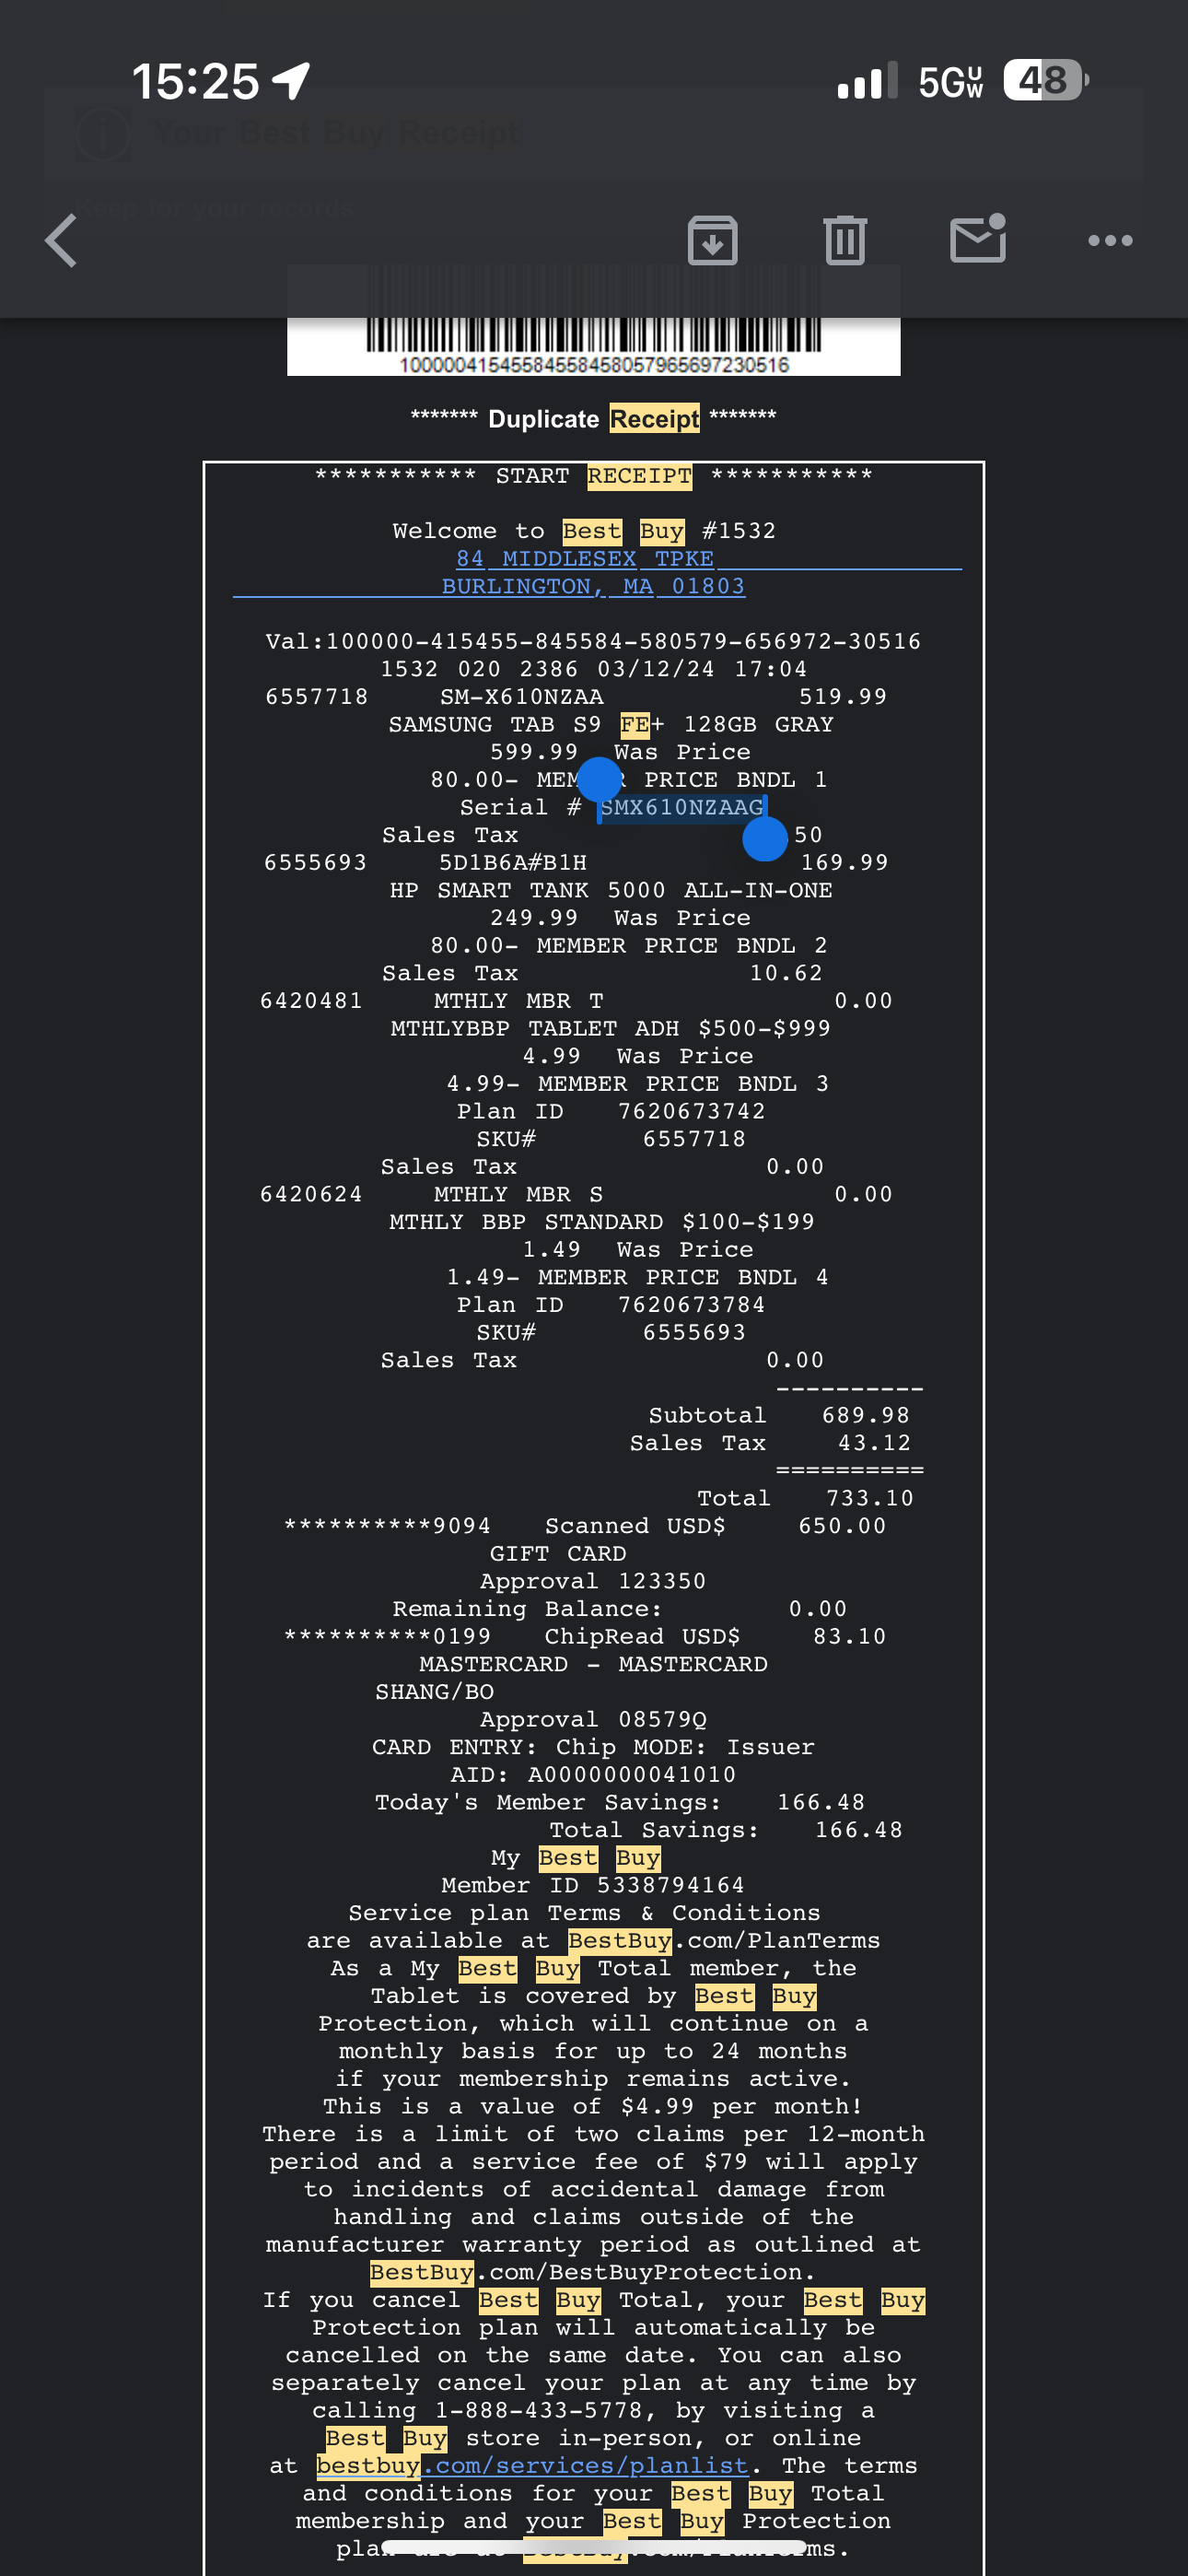 15:25 5GUW 48
Your Best Buy Receipt
Keep for your records
10000041545584558458057965697230516
******* Duplicate Receipt *******
*********** START RECEIPT ***********
Welcome to Best Buy #1532
84 MIDDLESEX TPKE
BURLINGTON, MA 01803
Val:100000-415455-845584-580579-656972-30516
1532 020 2386 03/12/24 17:04
6557718 SM-X610NZAA 519.99
SAMSUNG TAB S9 FE+ 128GB GRAY
599.99 Was Price
80.00- PRICE BNDL 1
Serial # SMX610NZAAG
Sales Tax 50
6555693 5D1B6A#B1H 169.99
HP SMART TANK 5000 ALL-IN-ONE
249.99 Was Price
80.00- MEMBER PRICE BNDL 2
Sales Tax 10.62
6420481 MTHLY MBR T 0.00
MTHLYBBP TABLET ADH $500-$999
4.99 Was Price
4.99- MEMBER PRICE BNDL 3
Plan ID 7620673742
SKU# 6557718
Sales Tax 0.00
6420624 MTHLY MBR S 0.00
MTHLY BBP STANDARD $100-$199
1.49 Was Price
1.49- MEMBER PRICE BNDL 4
Plan ID 7620673784
SKU# 6555693
Sales Tax 0.00
----------
Subtotal 689.98
Sales Tax 43.12
==========
Total 733.10
**********9094 Scanned USD$ 650.00
GIFT CARD
Approval 123350
Remaining Balance: 0.00
**********0199 ChipRead USD$ 83.10
MASTERCARD - MASTERCARD
SHANG/BO
Approval 08579Q
CARD ENTRY: Chip MODE: Issuer
AID: A0000000041010
Today's Member Savings: 166.48
Total Savings: 166.48
My Best Buy
Member ID 5338794164
Service plan Terms & Conditions
are available at BestBuy.com/PlanTerms
As a My Best Buy Total member, the
Tablet is covered by Best Buy
Protection, which will continue on a
monthly basis for up to 24 months
if your membership remains active.
This is a value of $4.99 per month!
There is a limit of two claims per 12-month
period and a service fee of $79 will apply
to incidents of accidental damage from
handling and claims outside of the
manufacturer warranty period as outlined at
BestBuy.com/BestBuyProtection.
If you cancel Best Buy Total, your Best Buy
Protection plan will automatically be
cancelled on the same date. You can also
separately cancel your plan at any time by
calling 1-888-433-5778, by visiting a
Best Buy store in-person, or online
at bestbuy.com/services/planlist. The terms
and conditions for your Best Buy Total
membership and your Best Buy Protection